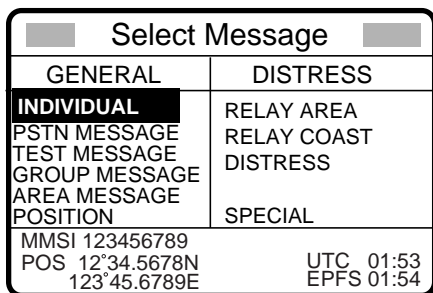 Select Message
GENERAL
INDIVIDUAL
PSTN MESSAGE
TEST MESSAGE
GROUP MESSAGE
AREA MESSAGE
POSITION
DISTRESS
RELAY AREA
RELAY COAST
DISTRESS
SPECIAL
MMSI 123456789
POS 12°34.5678N
123°45.6789E
UTC 01:53
EPFS 01:54